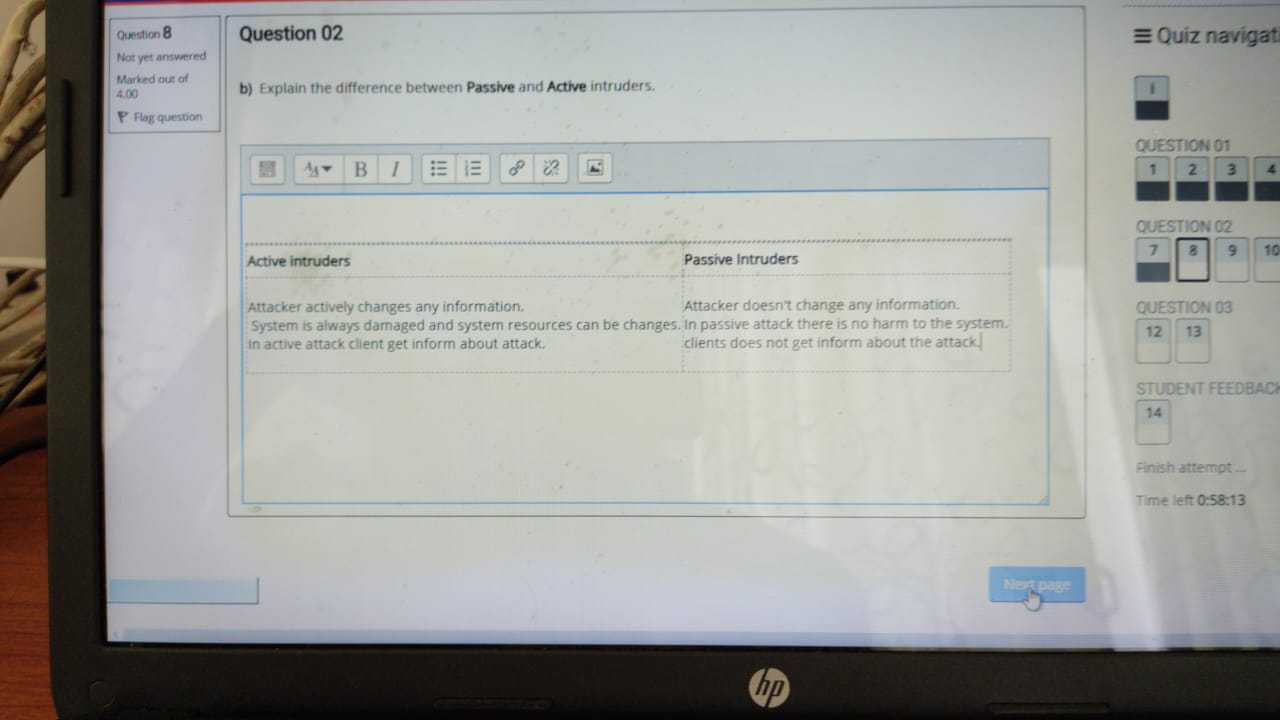 Question 8
Not yet answered
Marked out of
4.00
Flag question
Question 02
b) Explain the difference between Passive and Active intruders.
B I
Active intruders
Passive Intruders
Attacker actively changes any information.
System is always damaged and system resources can be changes.
In active attack client get inform about attack.
Attacker doesn't change any information.
In passive attack there is no harm to the system.
clients does not get inform about the attack.
Next page
Quiz navigati
i
QUESTION 01
1 2 3 4
QUESTION 02
7 8 9 10
QUESTION 03
12 13
STUDENT FEEDBACK
14
Finish attempt ...
Time left 0:58:13
hp